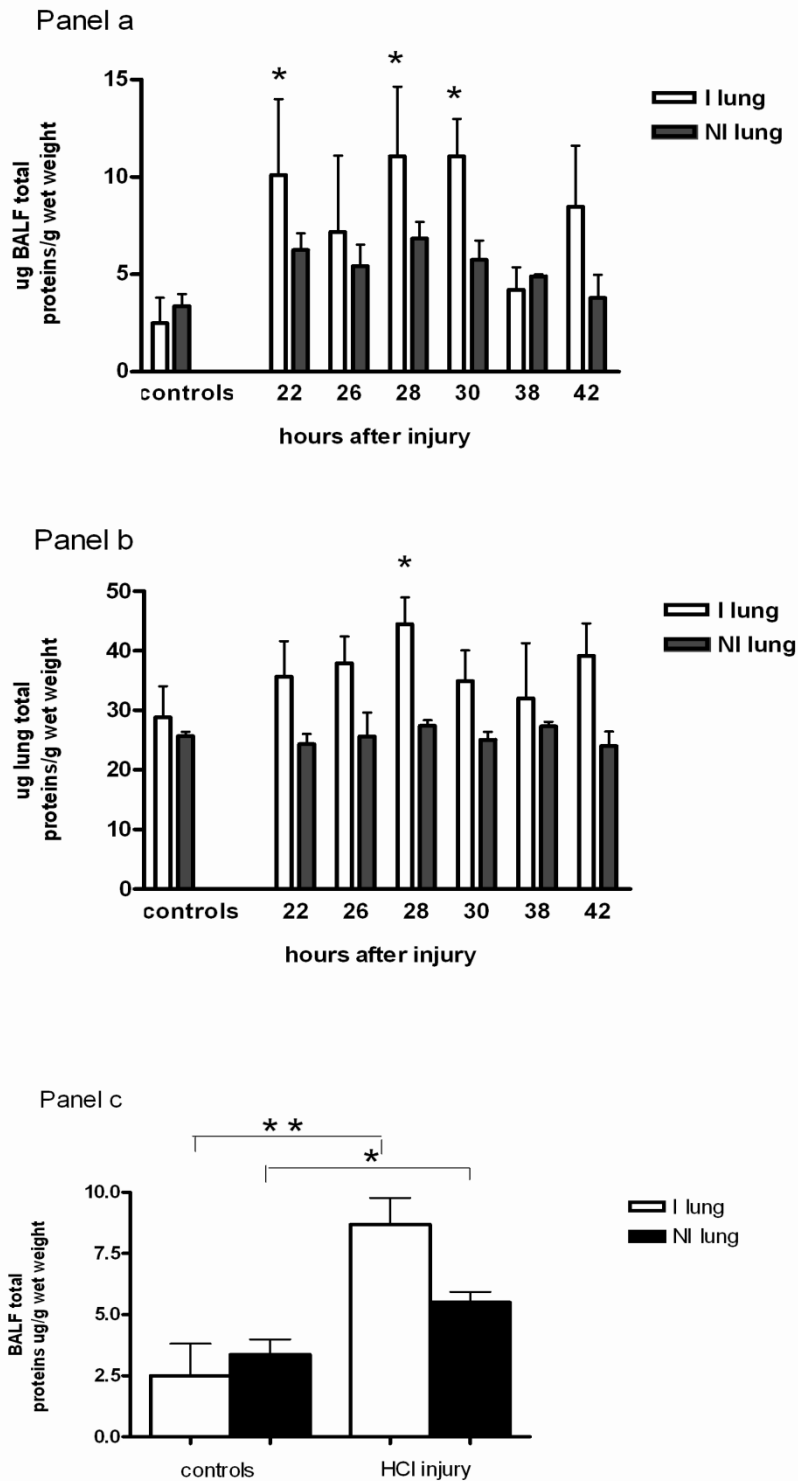 Panel a
*
*
*
15
10
5
0
ug BALF total
proteins/g wet weight
I lung
NI lung
controls 22 26 28 30 38 42
hours after injury
Panel b
*
50
40
30
20
10
0
ug lung total
proteins/g wet weight
I lung
NI lung
controls 22 26 28 30 38 42
hours after injury
Panel c
* *
*
10.0
7.5
5.0
2.5
0.0
BALF total
proteins ug/g wet weight
I lung
NI lung
controls HCl injury